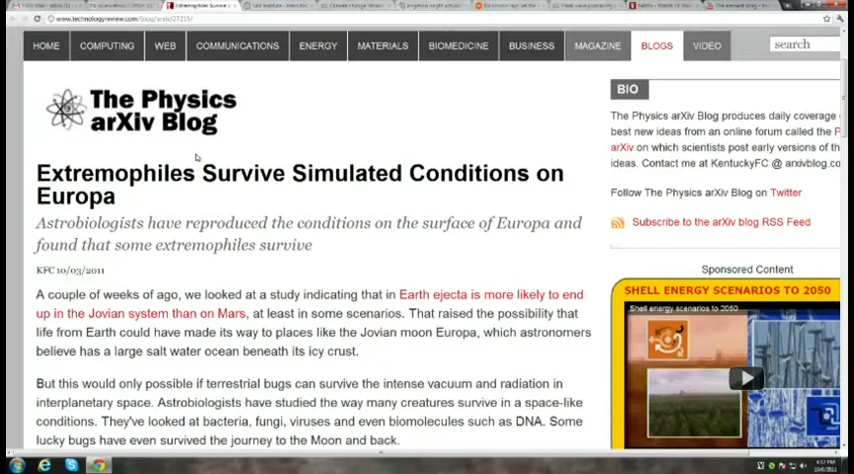 www.technologyreview.com/blog/arxiv/27215/
HOME COMPUTING WEB COMMUNICATIONS ENERGY MATERIALS BIOMEDICINE BUSINESS MAGAZINE BLOGS VIDEO search
The Physics
arXiv Blog
Extremophiles Survive Simulated Conditions on
Europa
Astrobiologists have reproduced the conditions on the surface of Europa and
found that some extremophiles survive
KFC 10/03/2011
A couple of weeks of ago, we looked at a study indicating that in Earth ejecta is more likely to end
up in the Jovian system than on Mars, at least in some scenarios. That raised the possibility that
life from Earth could have made its way to places like the Jovian moon Europa, which astronomers
believe has a large salt water ocean beneath its icy crust.
But this would only possible if terrestrial bugs can survive the intense vacuum and radiation in
interplanetary space. Astrobiologists have studied the way many creatures survive in a space-like
conditions. They've looked at bacteria, fungi, viruses and even biomolecules such as DNA. Some
lucky bugs have even survived the journey to the Moon and back.
BIO
The Physics arXiv Blog produces daily coverage
best new ideas from an online forum called the P
arXiv on which scientists post early versions of th
ideas. Contact me at KentuckyFC @ arxivblog.co
Follow The Physics arXiv Blog on Twitter
Subscribe to the arXiv blog RSS Feed
Sponsored Content
SHELL ENERGY SCENARIOS TO 2050
Shell energy scenarios to 2050
4:57 PM